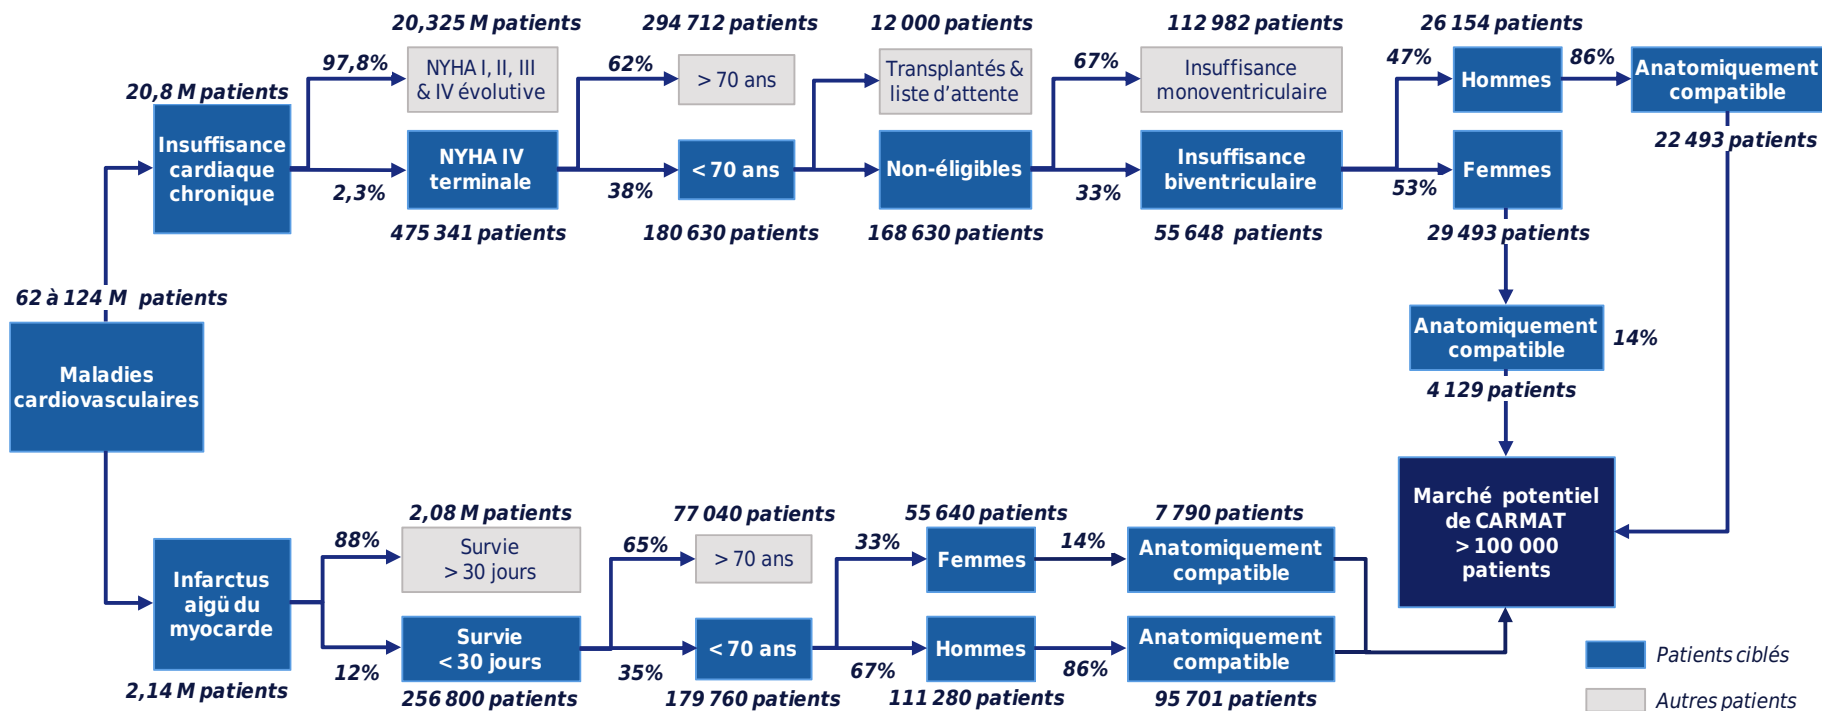 20,325 M patients
294 712 patients
12 000 patients
112 982 patients
26 154 patients
97,8%
NYHA I, II, III
& IV évolutive
62%
> 70 ans
Transplantés &
liste d'attente
67%
Insuffisance
monoventriculaire
47%
Hommes
86%
Anatomiquement
compatible
20,8 M patients
Insuffisance
cardiaque
chronique
2,3%
NYHA IV
terminale
38%
< 70 ans
Non-éligibles
33%
Insuffisance
biventriculaire
53%
Femmes
22 493 patients
475 341 patients
180 630 patients
168 630 patients
55 648 patients
29 493 patients
62 à 124 M patients
Maladies
cardiovasculaires
Anatomiquement
compatible
14%
4 129 patients
Marché potentiel
de CARMAT
> 100 000
patients
2,08 M patients
77 040 patients
55 640 patients
7 790 patients
88%
Survie
> 30 jours
65%
> 70 ans
33%
Femmes
14%
Anatomiquement
compatible
Infarctus
aigü du
myocarde
12%
Survie
< 30 jours
35%
< 70 ans
67%
Hommes
86%
Anatomiquement
compatible
2,14 M patients
256 800 patients
179 760 patients
111 280 patients
95 701 patients
Patients ciblés
Autres patients